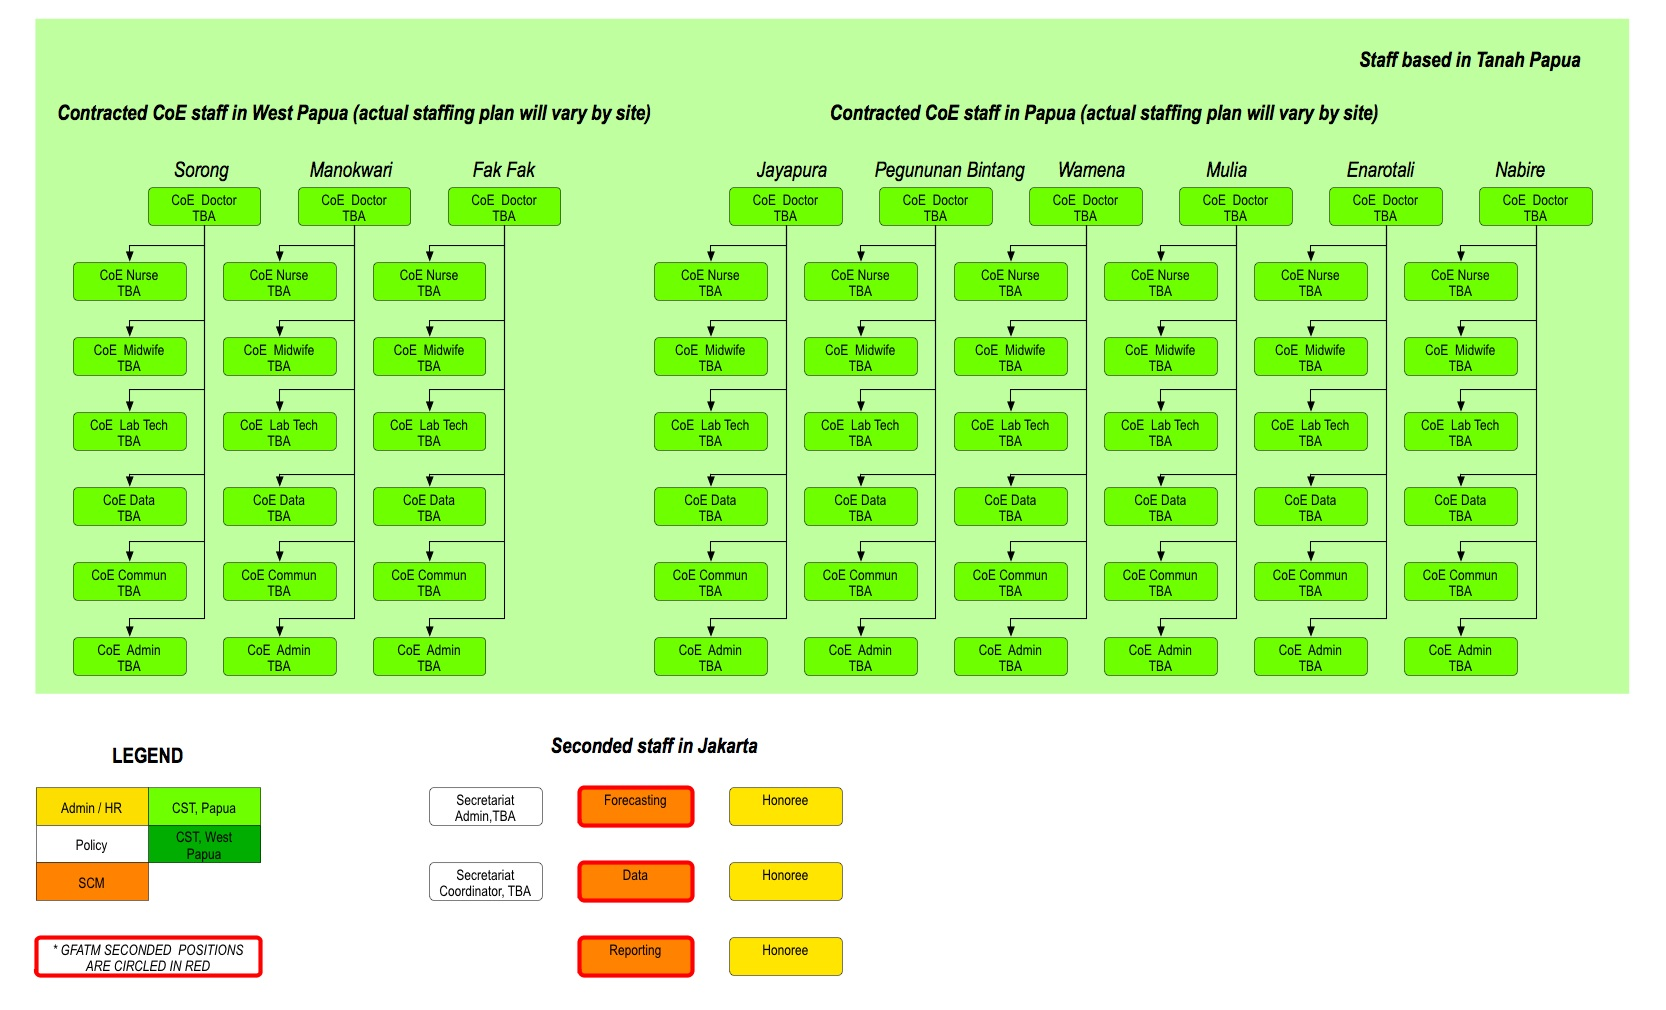 Staff based in Tanah Papua
Contracted CoE staff in West Papua (actual staffing plan will vary by site)
Contracted CoE staff in Papua (actual staffing plan will vary by site)
Sorong
Manokwari
Fak Fak
Jayapura
Pegununan Bintang
Wamena
Mulia
Enarotali
Nabire
CoE Doctor
TBA
CoE Doctor
TBA
CoE Doctor
TBA
CoE Doctor
TBA
CoE Doctor
TBA
CoE Doctor
TBA
CoE Doctor
TBA
CoE Doctor
TBA
CoE Doctor
TBA
CoE Nurse
TBA
CoE Nurse
TBA
CoE Nurse
TBA
CoE Nurse
TBA
CoE Nurse
TBA
CoE Nurse
TBA
CoE Nurse
TBA
CoE Nurse
TBA
CoE Nurse
TBA
CoE Midwife
TBA
CoE Midwife
TBA
CoE Midwife
TBA
CoE Midwife
TBA
CoE Midwife
TBA
CoE Midwife
TBA
CoE Midwife
TBA
CoE Midwife
TBA
CoE Midwife
TBA
CoE Lab Tech
TBA
CoE Lab Tech
TBA
CoE Lab Tech
TBA
CoE Lab Tech
TBA
CoE Lab Tech
TBA
CoE Lab Tech
TBA
CoE Lab Tech
TBA
CoE Lab Tech
TBA
CoE Lab Tech
TBA
CoE Data
TBA
CoE Data
TBA
CoE Data
TBA
CoE Data
TBA
CoE Data
TBA
CoE Data
TBA
CoE Data
TBA
CoE Data
TBA
CoE Data
TBA
CoE Commun
TBA
CoE Commun
TBA
CoE Commun
TBA
CoE Commun
TBA
CoE Commun
TBA
CoE Commun
TBA
CoE Commun
TBA
CoE Commun
TBA
CoE Commun
TBA
CoE Admin
TBA
CoE Admin
TBA
CoE Admin
TBA
CoE Admin
TBA
CoE Admin
TBA
CoE Admin
TBA
CoE Admin
TBA
CoE Admin
TBA
CoE Admin
TBA
LEGEND
Admin / HR
CST, Papua
Policy
CST, West
Papua
SCM
* GFATM SECONDED POSITIONS
ARE CIRCLED IN RED
Seconded staff in Jakarta
Secretariat
Admin,TBA
Forecasting
Honoree
Secretariat
Coordinator, TBA
Data
Honoree
Reporting
Honoree